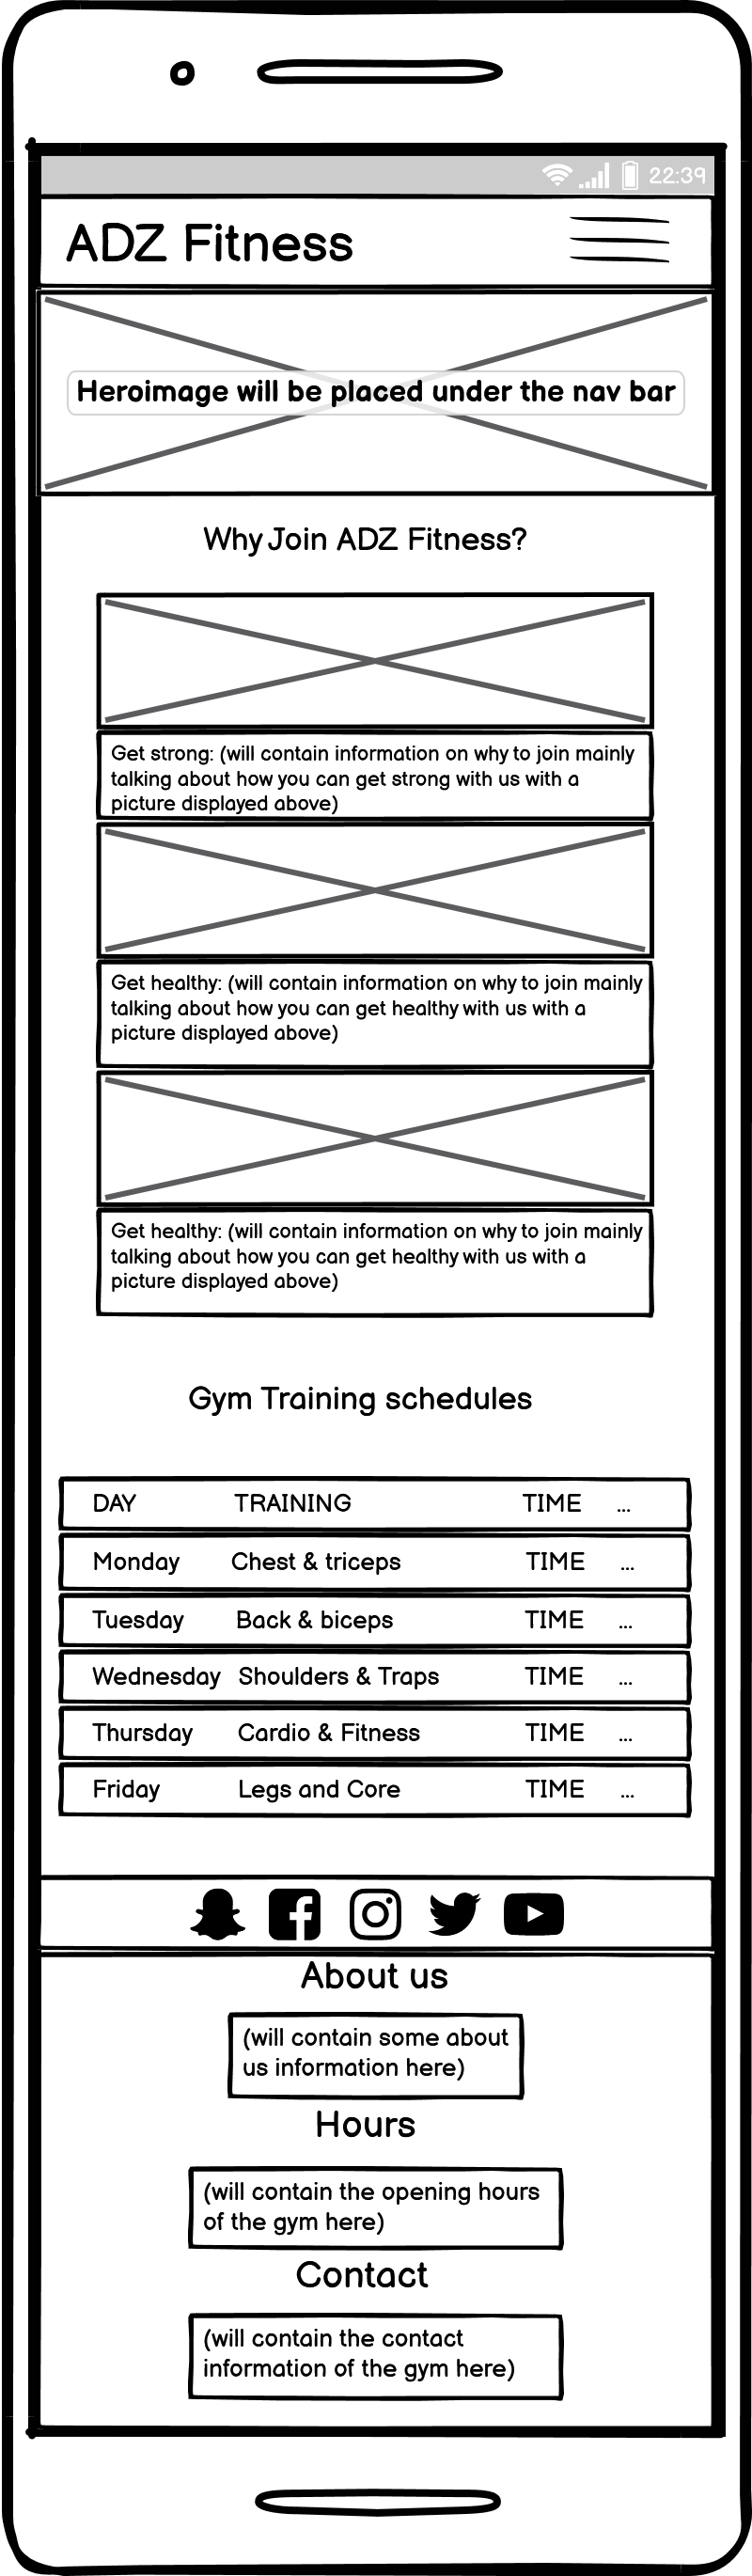 22:39
ADZ Fitness
Heroimage will be placed under the nav bar
Why Join ADZ Fitness?
Get strong: (will contain information on why to join mainly
talking about how you can get strong with us with a
picture displayed above)
Get healthy: (will contain information on why to join mainly
talking about how you can get healthy with us with a
picture displayed above)
Get healthy: (will contain information on why to join mainly
talking about how you can get healthy with us with a
picture displayed above)
Gym Training schedules
DAY TRAINING TIME ...
Monday Chest & triceps TIME ...
Tuesday Back & biceps TIME ...
Wednesday Shoulders & Traps TIME ...
Thursday Cardio & Fitness TIME ...
Friday Legs and Core TIME ...
About us
(will contain some about
us information here)
Hours
(will contain the opening hours
of the gym here)
Contact
(will contain the contact
information of the gym here)